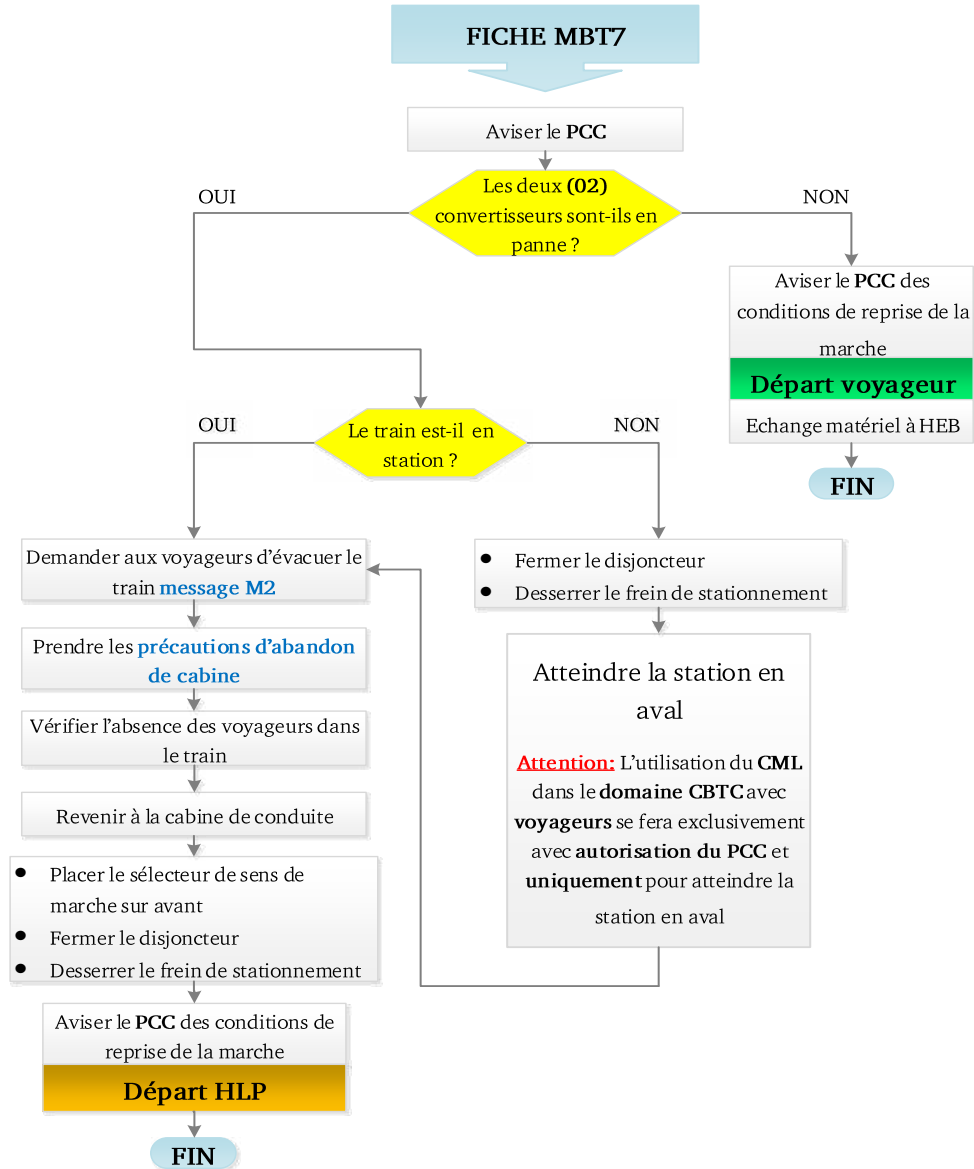 FICHE MBT7
Aviser le PCC
Les deux (02)
convertisseurs sont-ils en
panne ?
OUI
NON
Aviser le PCC des
conditions de reprise de la
marche
Départ voyageur
Echange matériel à HEB
FIN
Le train est-il en
station ?
OUI
NON
Demander aux voyageurs d’évacuer le
train message M2
Prendre les précautions d’abandon
de cabine
Vérifier l’absence des voyageurs dans
le train
Revenir à la cabine de conduite
• Placer le sélecteur de sens de
marche sur avant
• Fermer le disjoncteur
• Desserrer le frein de stationnement
Aviser le PCC des conditions de
reprise de la marche
Départ HLP
FIN
• Fermer le disjoncteur
• Desserrer le frein de stationnement
Atteindre la station en
aval
Attention: L’utilisation du CML
dans le domaine CBTC avec
voyageurs se fera exclusivement
avec autorisation du PCC et
uniquement pour atteindre la
station en aval